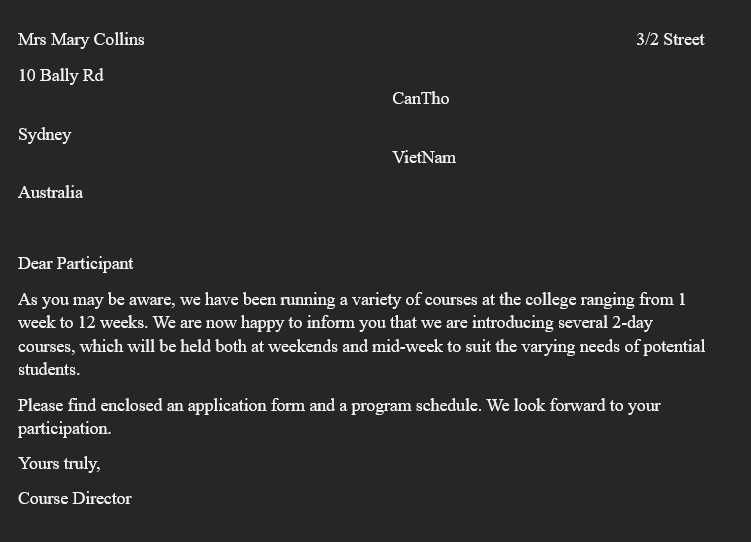 Mrs Mary Collins 3/2 Street
10 Bally Rd
CanTho
Sydney
VietNam
Australia
Dear Participant
As you may be aware, we have been running a variety of courses at the college ranging from 1
week to 12 weeks. We are now happy to inform you that we are introducing several 2-day
courses, which will be held both at weekends and mid-week to suit the varying needs of potential
students.
Please find enclosed an application form and a program schedule. We look forward to your
participation.
Yours truly,
Course Director